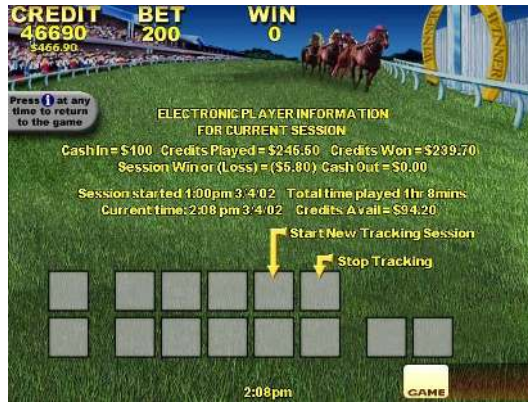 CREDIT BET WIN
46690 200 0
$466.90
WINNER
Press i at any
time to return
to the game
ELECTRONIC PLAYER INFORMATION
FOR CURRENT SESSION
Cash In = $100 Credits Played = $245.50 Credits Won = $239.70
Session Win or (Loss) = ($5.80) Cash Out = $0.00
Session started 1:00pm 3/4/02 Total time played 1hr 8mins
Current time: 2:08 pm 3/4/02 Credits Avail = $94.20
Start New Tracking Session
Stop Tracking
2:08pm
GAME